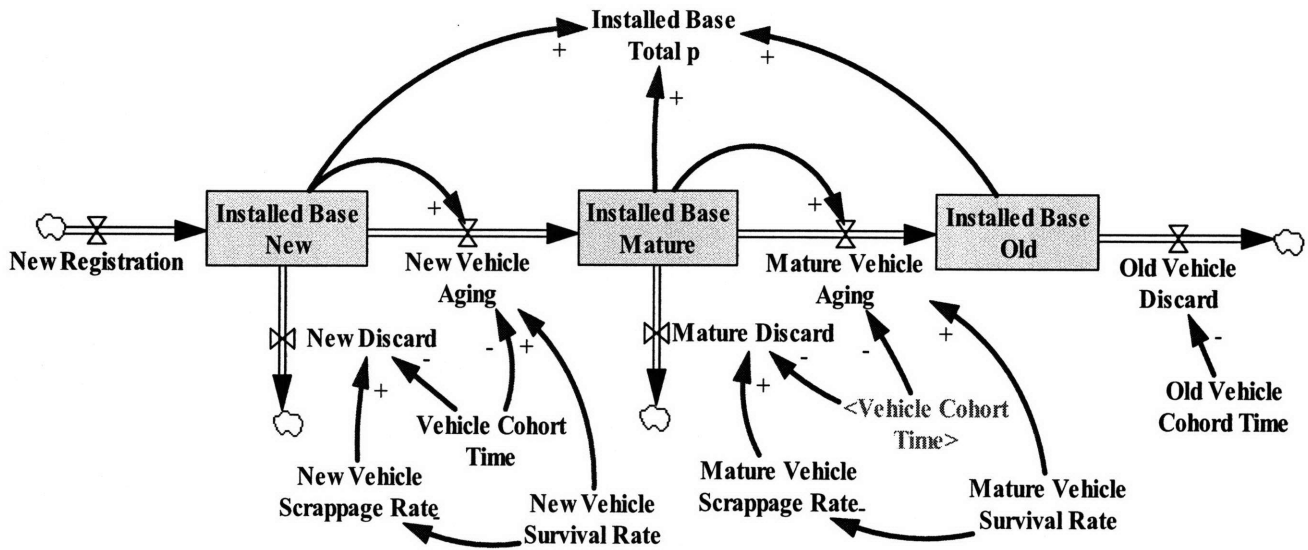 Installed Base
Total p
+
+
+
+
+
Installed Base
New
Installed Base
Mature
Installed Base
Old
New Registration
New Vehicle
Aging
Mature Vehicle
Aging
Old Vehicle
Discard
New Discard
Mature Discard
-
-
+
+
-
-
+
+
-
Vehicle Cohort
Time
<Vehicle Cohort
Time>
Old Vehicle
Cohord Time
New Vehicle
Scrappage Rate-
New Vehicle
Survival Rate
Mature Vehicle
Scrappage Rate-
Mature Vehicle
Survival Rate